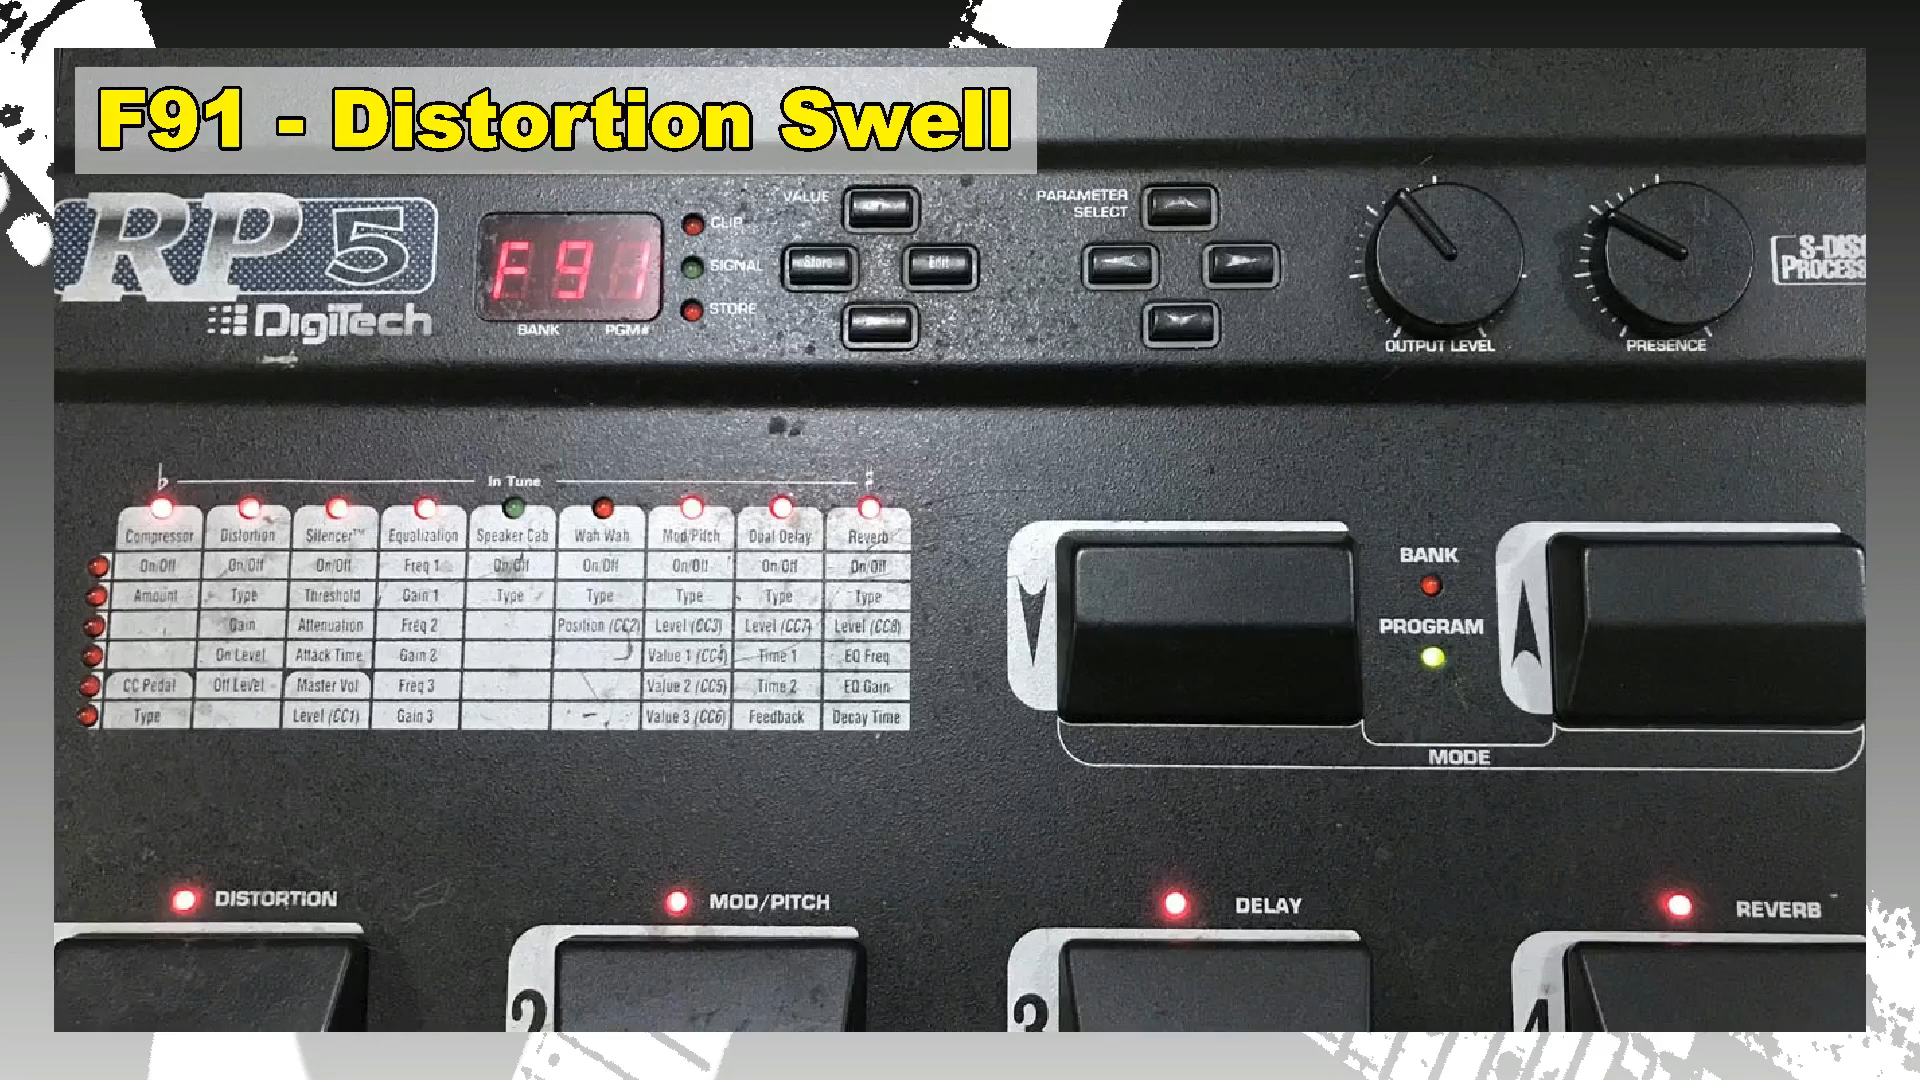 F91 - Distortion Swell
RP 5
DigiTech
F91
BANK PGM#
CLIP
SIGNAL
STORE
VALUE
Store
Edit
PARAMETER
SELECT
OUTPUT LEVEL
PRESENCE
S-DISC
PROCESS
♭ In Tune ♯
Compressor Distortion Silencer™ Equalization Speaker Cab Wah Wah Mod/Pitch Dual Delay Reverb
On/Off On/Off On/Off Freq 1 On/Off On/Off On/Off On/Off On/Off
Amount Type Threshold Gain 1 Type Type Type Type Type
Gain Attenuation Freq 2 Position (CC2) Level (CC3) Level (CC7) Level (CC8)
On Level Attack Time Gain 2 Value 1 (CC4) Time 1 EQ Freq
CC Pedal Off Level Master Vol Freq 3 Value 2 (CC5) Time 2 EQ Gain
Type Level (CC1) Gain 3 Value 3 (CC6) Feedback Decay Time
BANK
PROGRAM
MODE
DISTORTION
MOD/PITCH
DELAY
REVERB
2
3
4